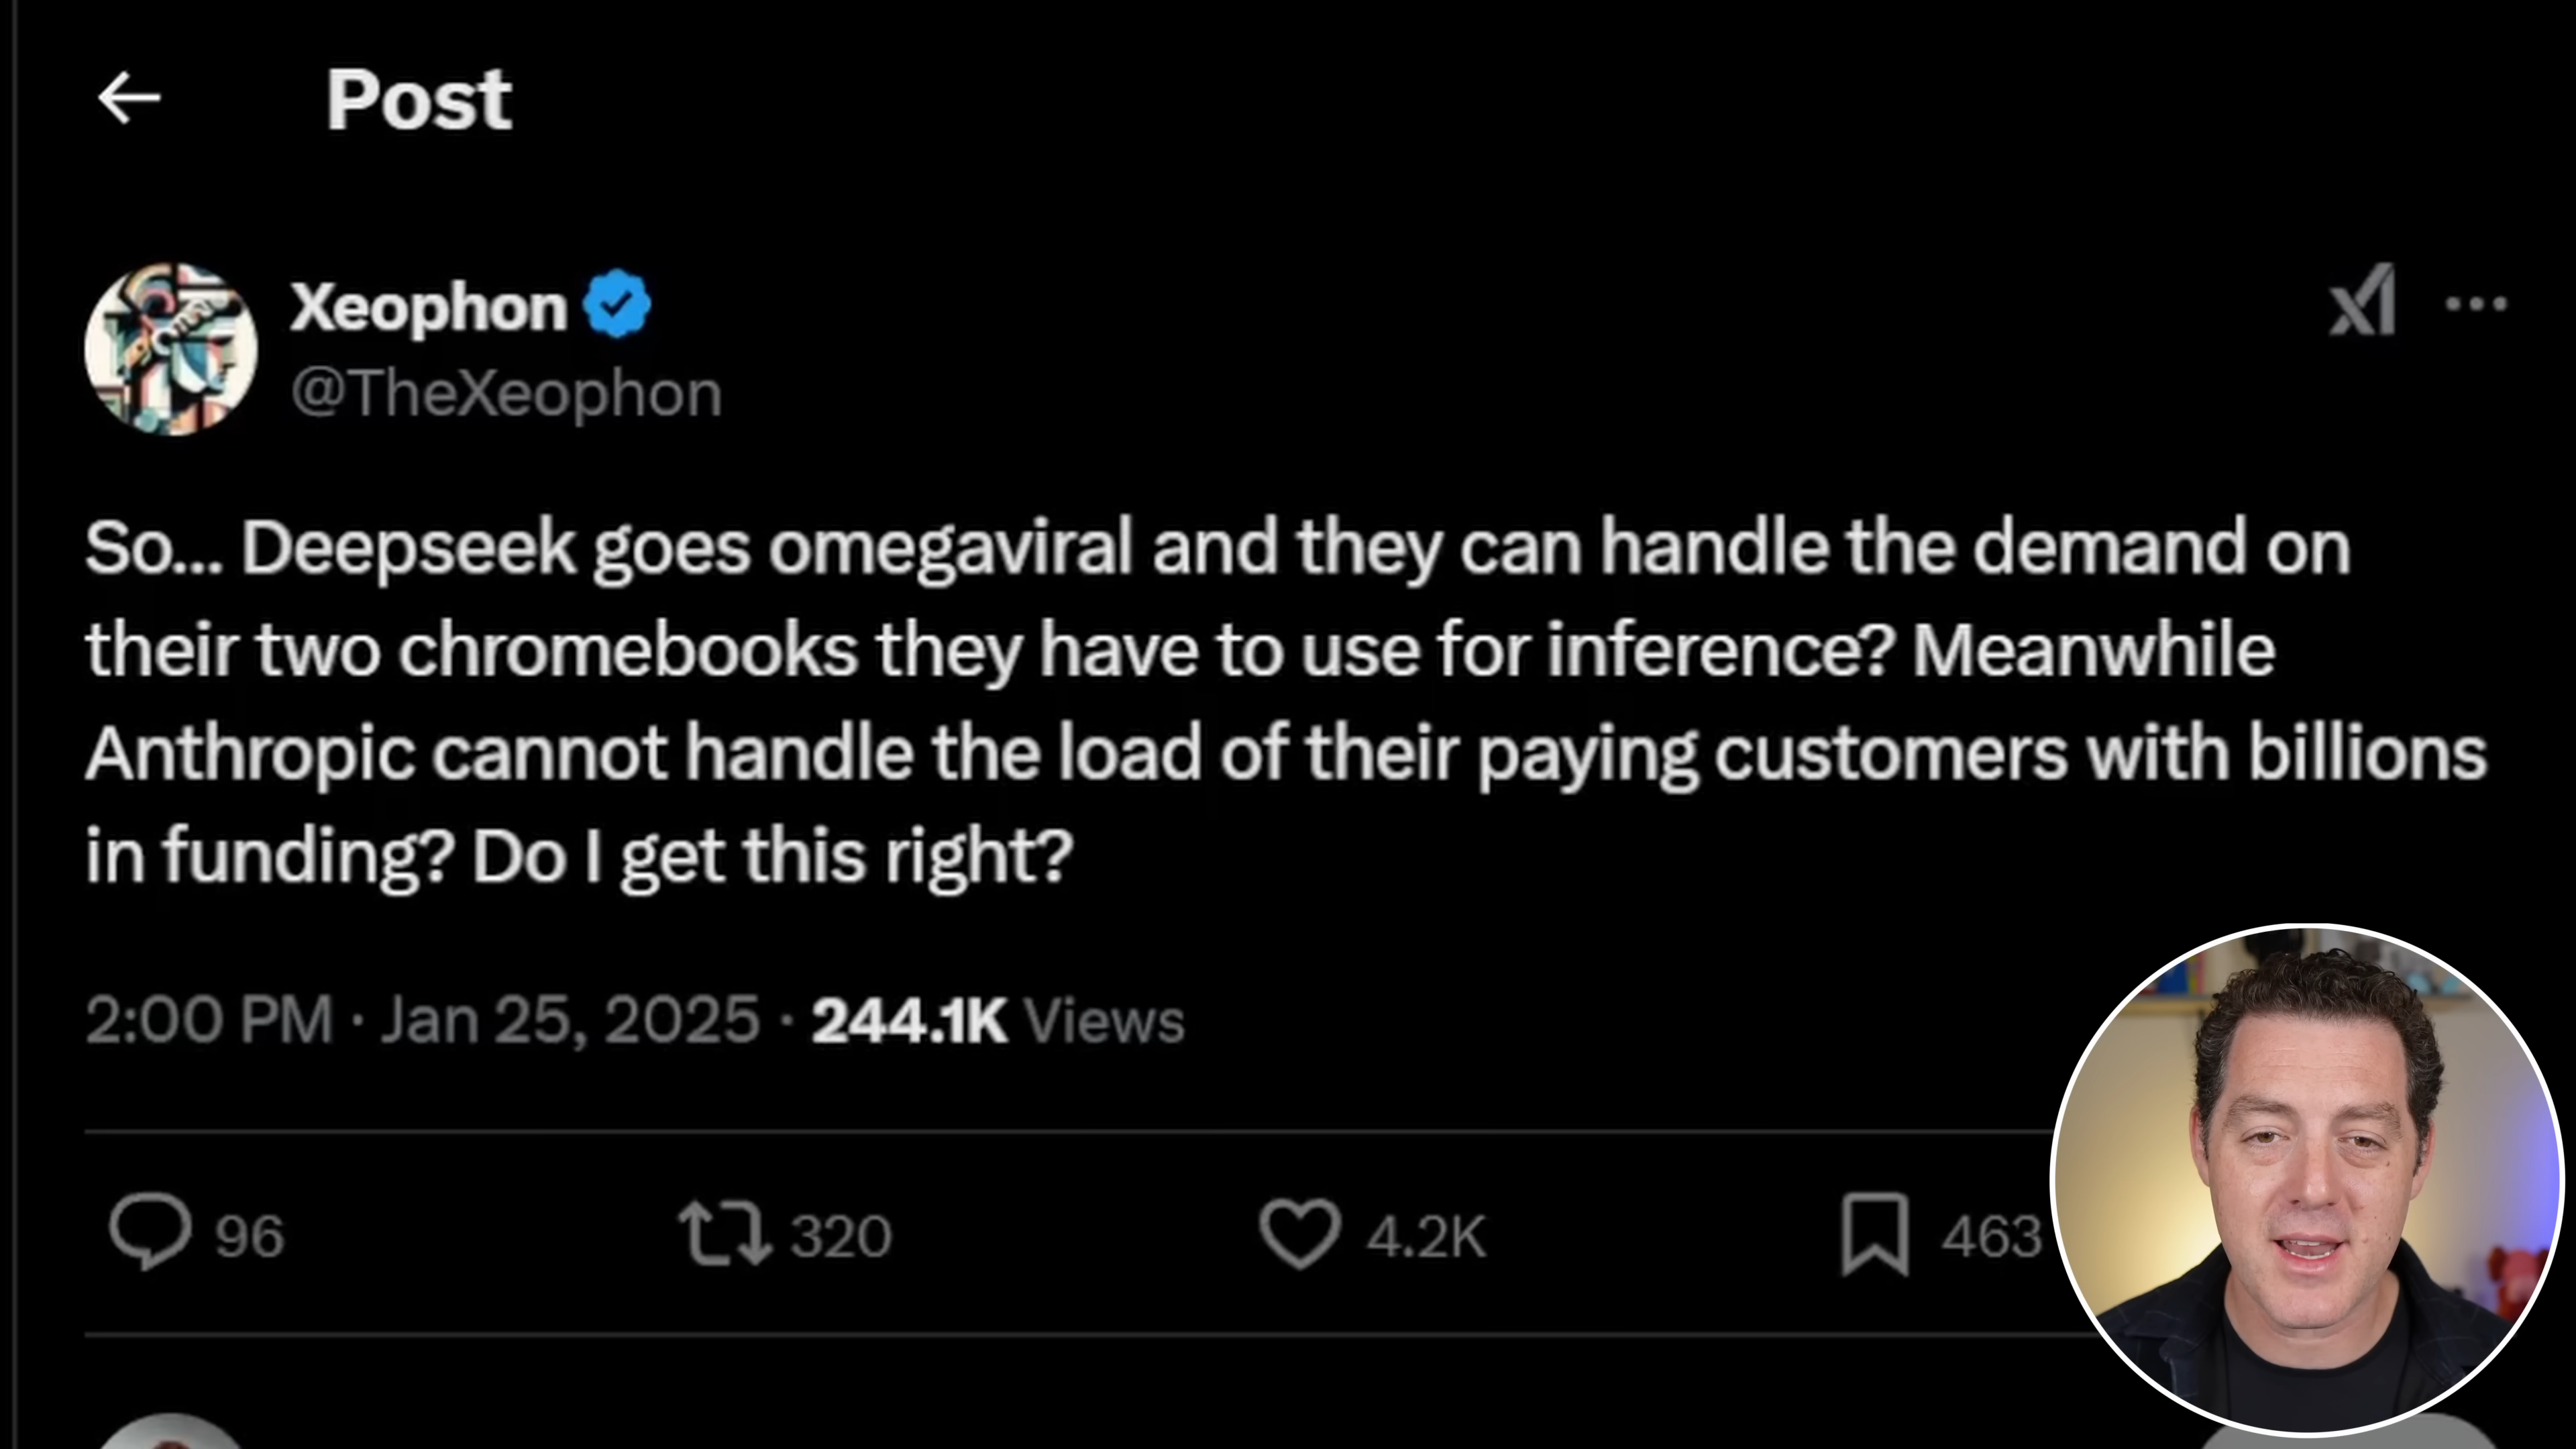 Post
Xeophon
@TheXeophon
So... Deepseek goes omegaviral and they can handle the demand on
their two chromebooks they have to use for inference? Meanwhile
Anthropic cannot handle the load of their paying customers with billions
in funding? Do I get this right?
2:00 PM · Jan 25, 2025 · 244.1K Views
96 320 4.2K 463